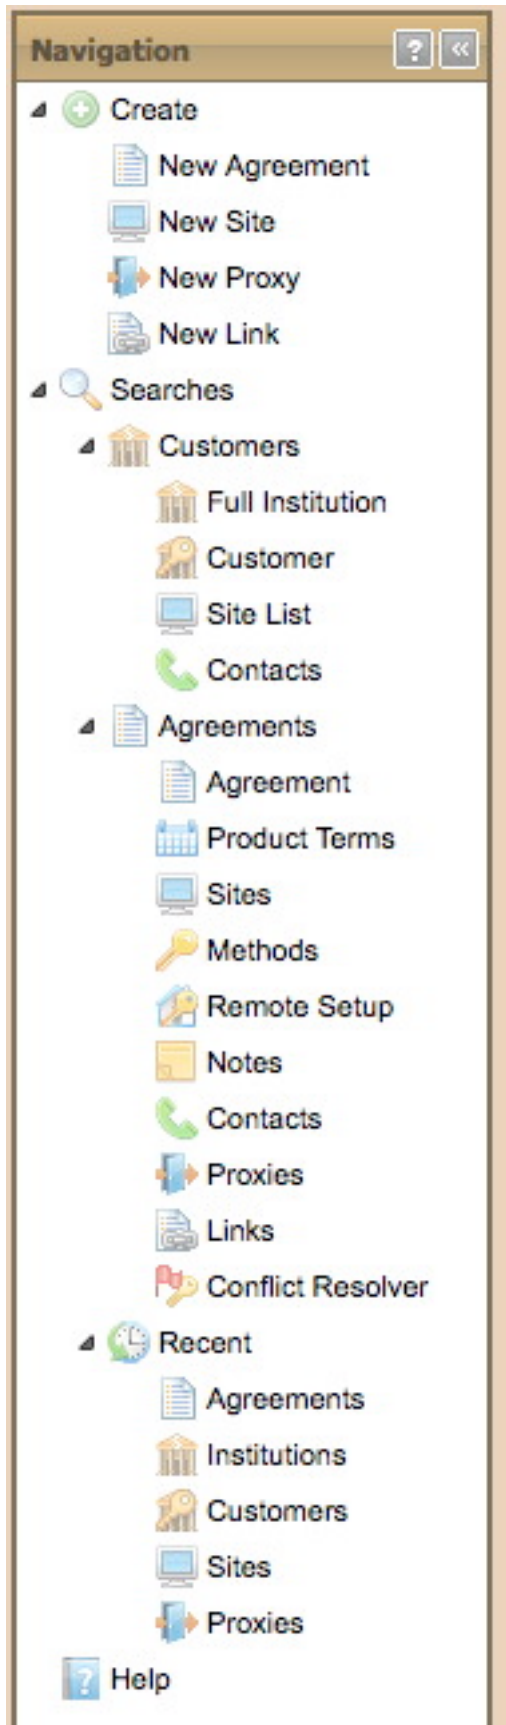 Navigation
Create
New Agreement
New Site
New Proxy
New Link
Searches
Customers
Full Institution
Customer
Site List
Contacts
Agreements
Agreement
Product Terms
Sites
Methods
Remote Setup
Notes
Contacts
Proxies
Links
Conflict Resolver
Recent
Agreements
Institutions
Customers
Sites
Proxies
Help